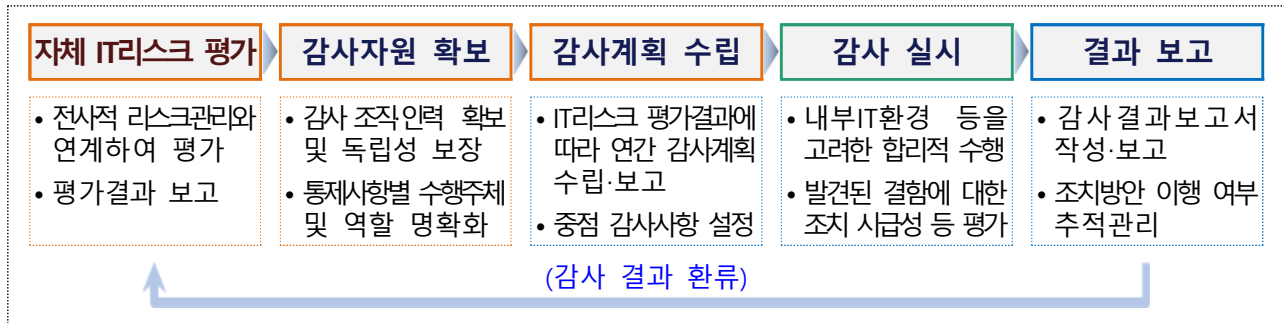 자체 IT리스크 평가
감사자원 확보
감사계획 수립
감사 실시
결과 보고
• 전사적 리스크관리와
연계하여 평가
• 평가결과 보고
• 감사 조직·인력 확보
및 독립성 보장
• 통제사항별 수행주체
및 역할 명확화
• IT리스크 평가결과에
따라 연간 감사계획
수립·보고
• 중점 감사사항 설정
• 내부IT환경 등을
고려한 합리적 수행
• 발견된 결함에 대한
조치 시급성 등 평가
• 감사결과보고서
작성·보고
• 조치방안 이행 여부
추적관리
(감사 결과 환류)